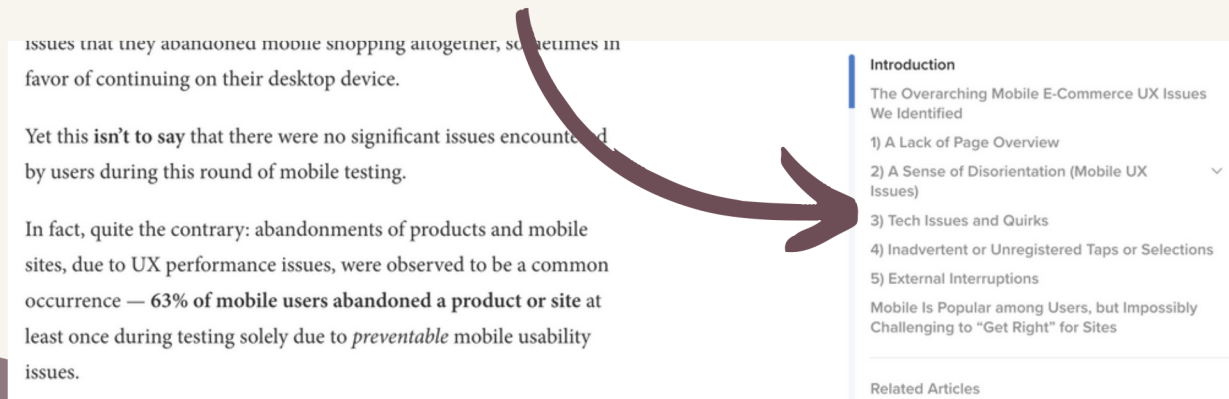 issues that they abandoned mobile shopping altogether, sometimes in
favor of continuing on their desktop device.
Yet this isn’t to say that there were no significant issues encountered
by users during this round of mobile testing.
In fact, quite the contrary: abandonments of products and mobile
sites, due to UX performance issues, were observed to be a common
occurrence — 63% of mobile users abandoned a product or site at
least once during testing solely due to preventable mobile usability
issues.
Introduction
The Overarching Mobile E-Commerce UX Issues
We Identified
1) A Lack of Page Overview
2) A Sense of Disorientation (Mobile UX
Issues)
3) Tech Issues and Quirks
4) Inadvertent or Unregistered Taps or Selections
5) External Interruptions
Mobile Is Popular among Users, but Impossibly
Challenging to “Get Right” for Sites
Related Articles